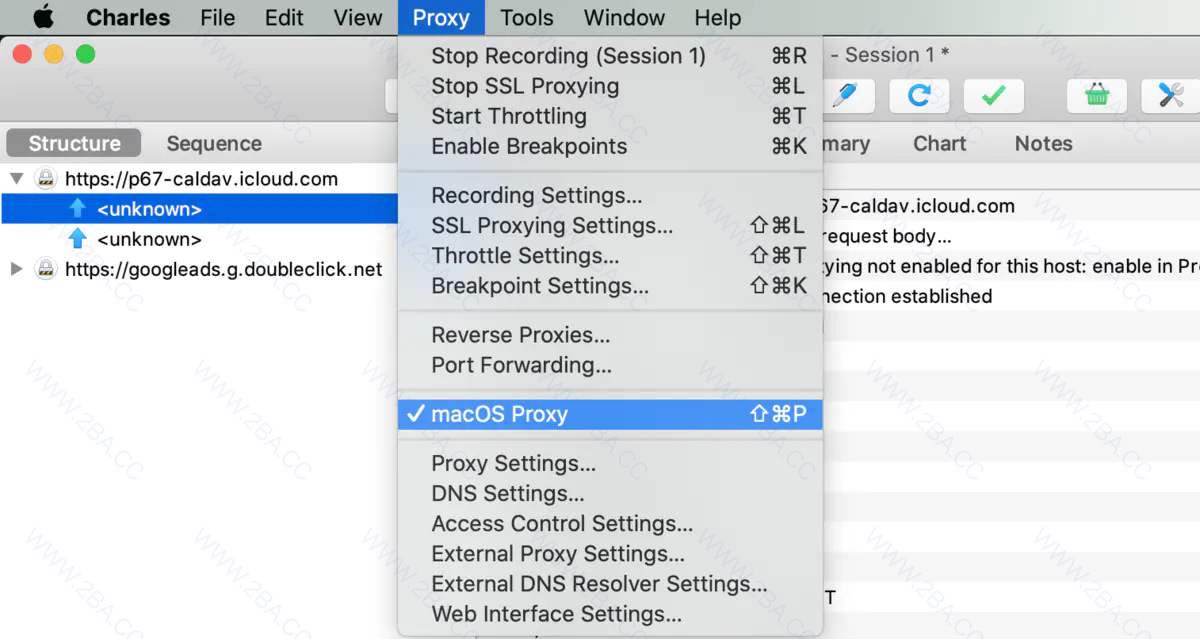 Charles File Edit View Proxy Tools Window Help
- Session 1 *
Structure Sequence
mary Chart Notes
https://p67-caldav.icloud.com
<unknown>
<unknown>
https://googleads.g.doubleclick.net
Stop Recording (Session 1) ⌘R
Stop SSL Proxying ⌘L
Start Throttling ⌘T
Enable Breakpoints ⌘K
Recording Settings...
SSL Proxying Settings... ⇧⌘L
Throttle Settings... ⇧⌘T
Breakpoint Settings... ⇧⌘K
Reverse Proxies...
Port Forwarding...
✓ macOS Proxy ⇧⌘P
Proxy Settings...
DNS Settings...
Access Control Settings...
External Proxy Settings...
External DNS Resolver Settings...
Web Interface Settings...
67-caldav.icloud.com
request body...
ying not enabled for this host: enable in Pr
nection established
T
WWW.2BA.CC